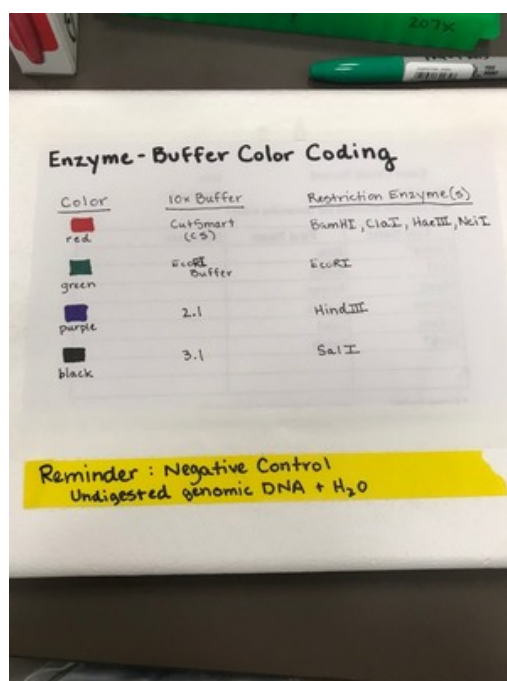 207X
Enzyme-Buffer Color Coding
Color 10x Buffer Restriction Enzyme(s)
red CutSmart (CS) BamHI, ClaI, HaeIII, NciI
green EcoRI Buffer EcoRI
purple 2.1 HindIII
black 3.1 SalI
Reminder: Negative Control
Undigested genomic DNA + H₂O